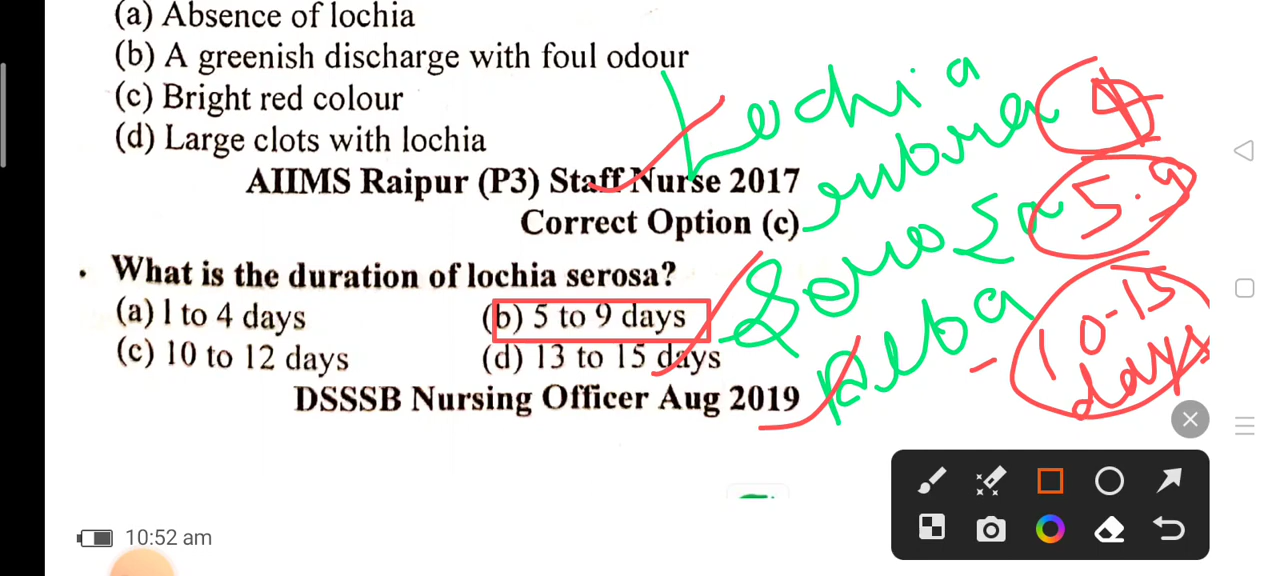 (a) Absence of lochia
(b) A greenish discharge with foul odour
(c) Bright red colour
(d) Large clots with lochia
AIIMS Raipur (P3) Staff Nurse 2017
Correct Option (c)
• What is the duration of lochia serosa?
(a) 1 to 4 days (b) 5 to 9 days
(c) 10 to 12 days (d) 13 to 15 days
DSSSB Nursing Officer Aug 2019
Lochia
rubra 4
Serosa 5-9
Alba - 10-15
days
10:52 am